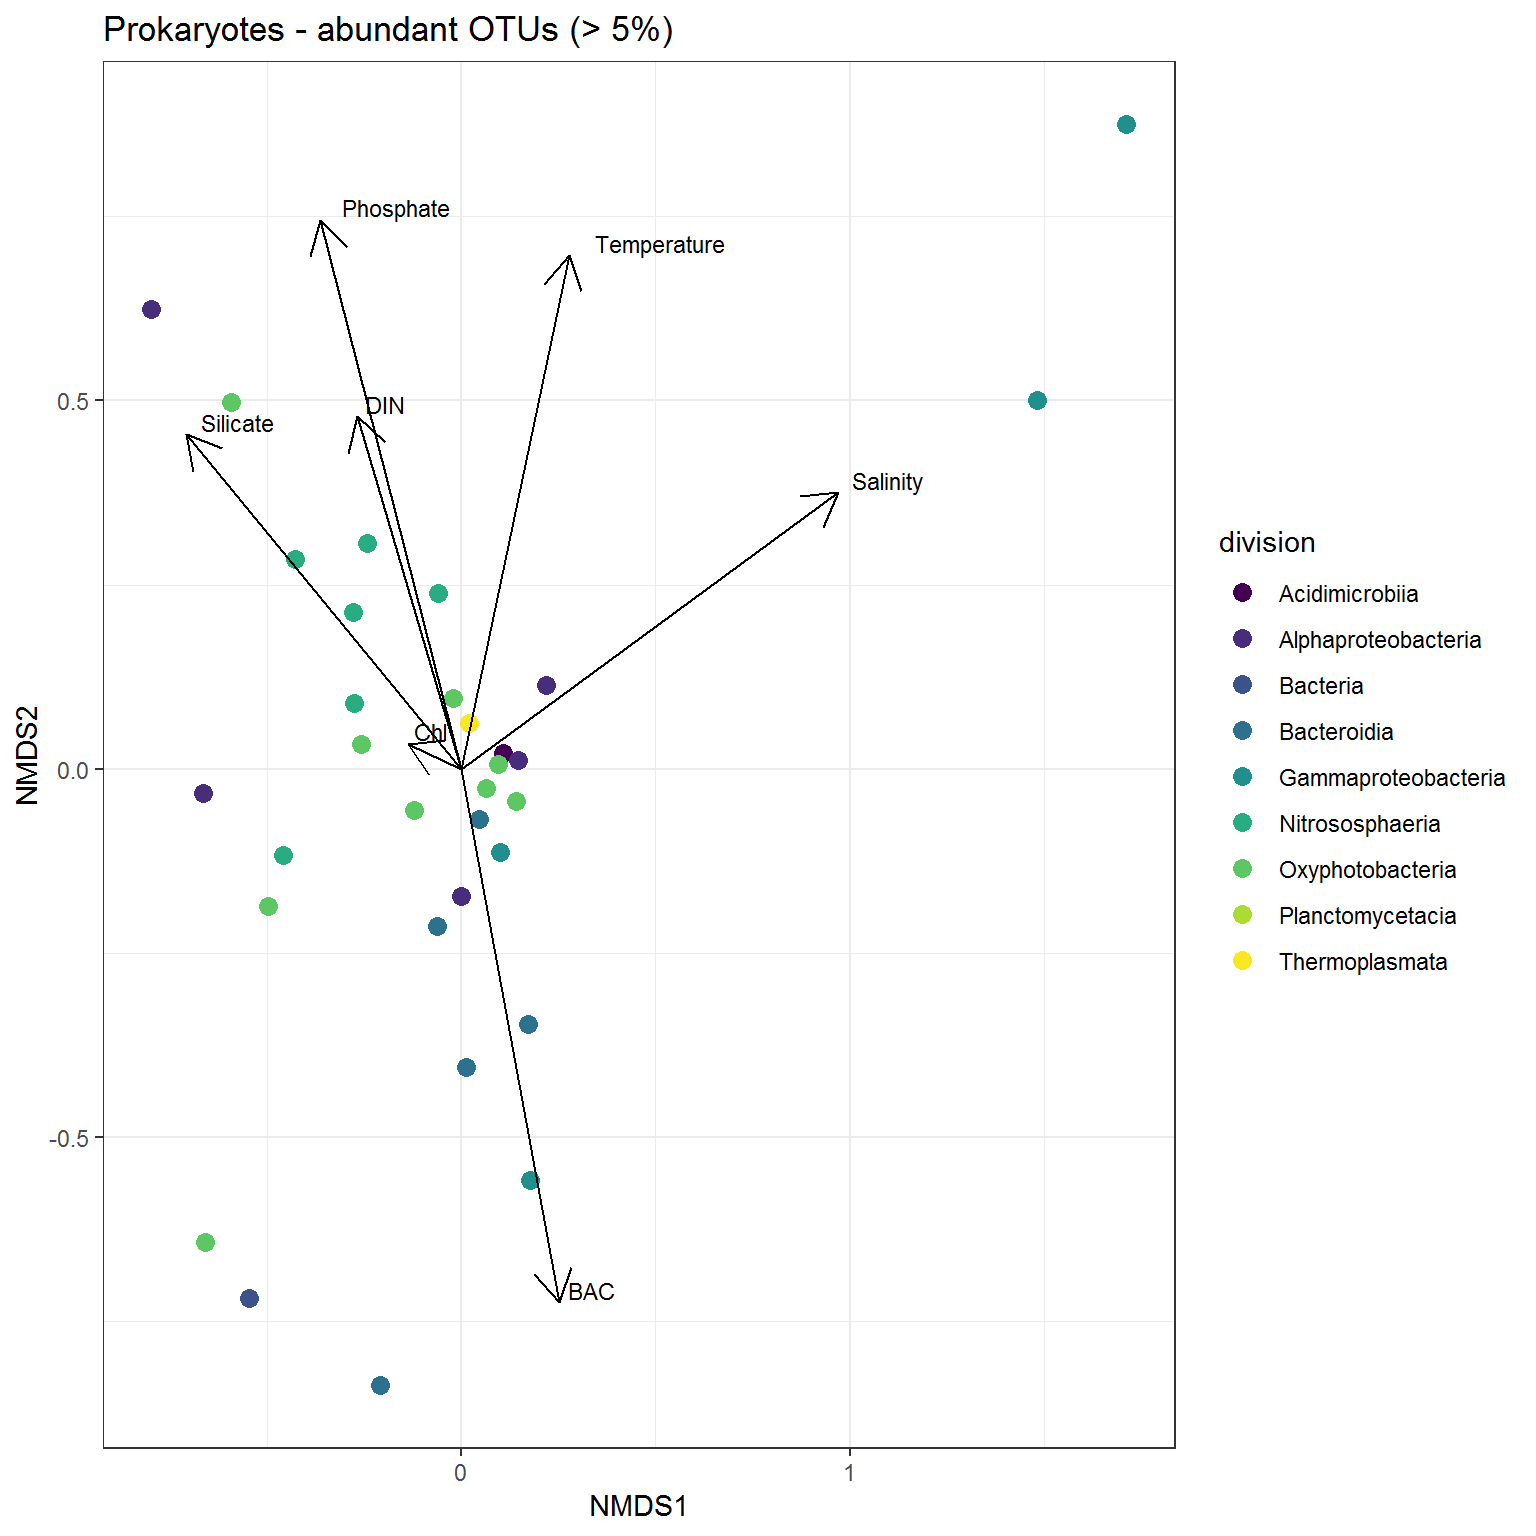 Prokaryotes - abundant OTUs (> 5%)
Phosphate
Temperature
DIN
Silicate
Salinity
Chl
BAC
0.5
0.0
-0.5
NMDS2
0
1
NMDS1
division
Acidimicrobiia
Alphaproteobacteria
Bacteria
Bacteroidia
Gammaproteobacteria
Nitrososphaeria
Oxyphotobacteria
Planctomycetacia
Thermoplasmata